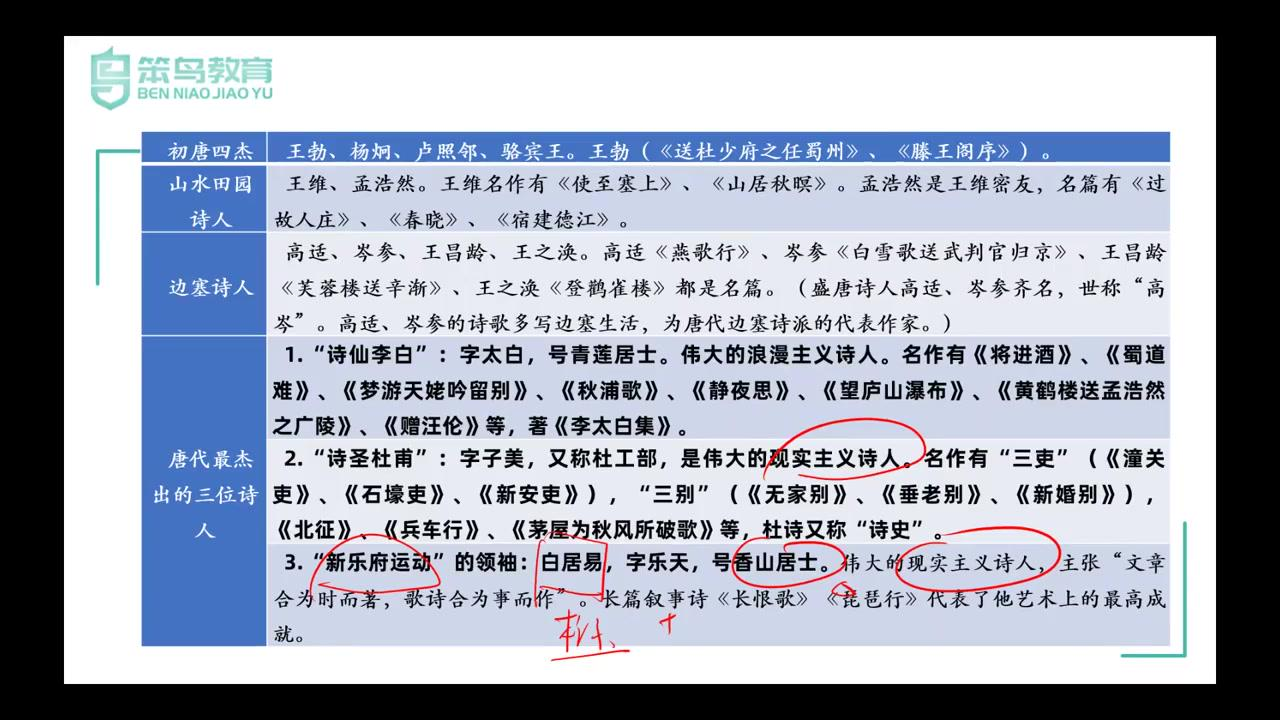 笨鸟教育
BEN NIAO JIAO YU
初唐四杰
王勃、杨炯、卢照邻、骆宾王。王勃（《送杜少府之任蜀州》、《滕王阁序》）。
山水田园
诗人
王维、孟浩然。王维名作有《使至塞上》、《山居秋暝》。孟浩然是王维密友，名篇有《过
故人庄》、《春晓》、《宿建德江》。
边塞诗人
高适、岑参、王昌龄、王之涣。高适《燕歌行》、岑参《白雪歌送武判官归京》、王昌龄
《芙蓉楼送辛渐》、王之涣《登鹳雀楼》都是名篇。（盛唐诗人高适、岑参齐名，世称“高
岑”。高适、岑参的诗歌多写边塞生活，为唐代边塞诗派的代表作家。）
唐代最杰
出的三位诗
人
1. “诗仙李白”：字太白，号青莲居士。伟大的浪漫主义诗人。名作有《将进酒》、《蜀道
难》、《梦游天姥吟留别》、《秋浦歌》、《静夜思》、《望庐山瀑布》、《黄鹤楼送孟浩然
之广陵》、《赠汪伦》等，著《李太白集》。
2. “诗圣杜甫”：字子美，又称杜工部，是伟大的现实主义诗人。名作有“三吏”（《潼关
吏》、《石壕吏》、《新安吏》），“三别”（《无家别》、《垂老别》、《新婚别》），
《北征》、《兵车行》、《茅屋为秋风所破歌》等，杜诗又称“诗史”。
3. “新乐府运动”的领袖：白居易，字乐天，号香山居士。伟大的现实主义诗人，主张“文章
合为时而著，歌诗合为事而作”。长篇叙事诗《长恨歌》《琵琶行》代表了他艺术上的最高成
就。